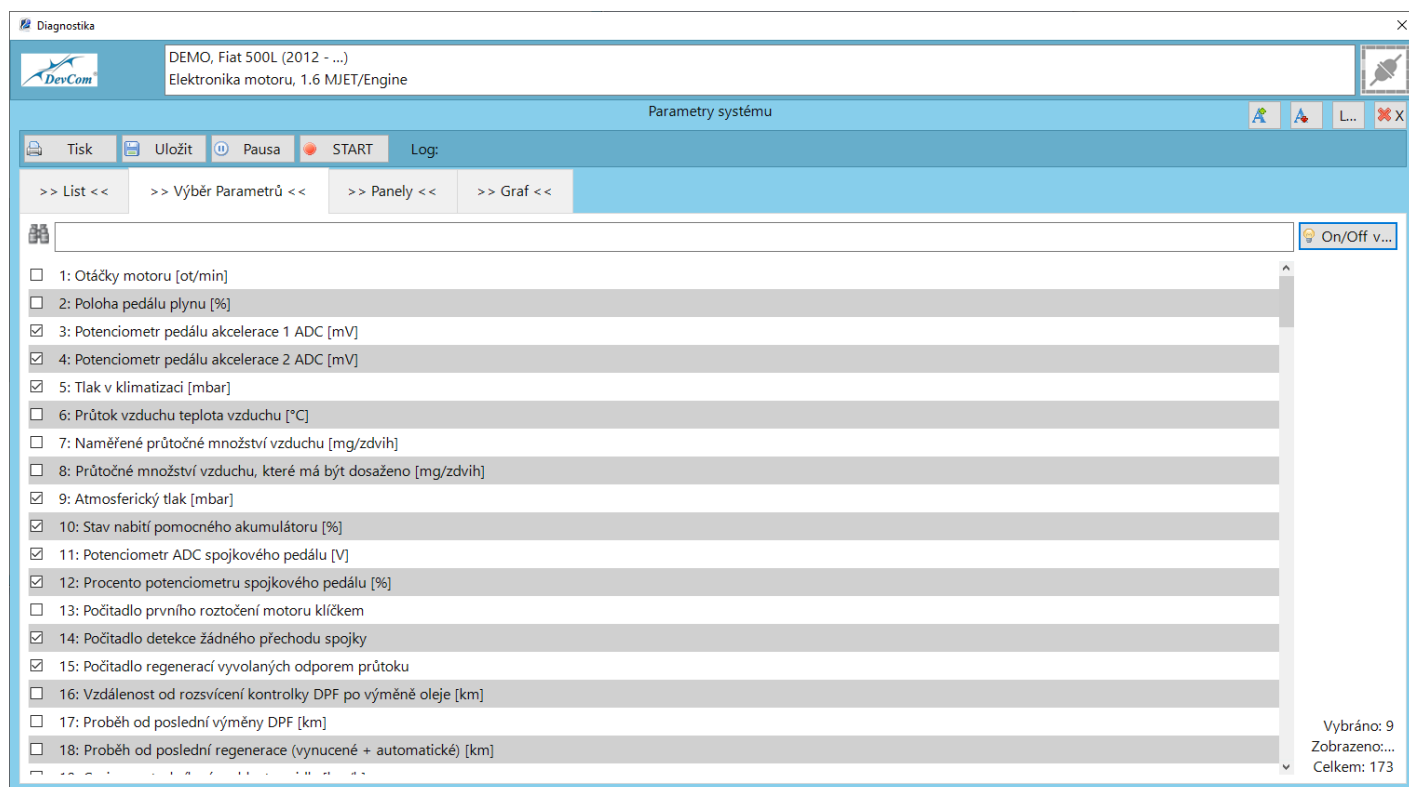 Diagnostika
DevCom
DEMO, Fiat 500L (2012 - ...)
Elektronika motoru, 1.6 MJET/Engine
Parametry systému
L...
X
Tisk
Uložit
Pausa
START
Log:
>> List <<
>> Výběr Parametrů <<
>> Panely <<
>> Graf <<
On/Off v...
1: Otáčky motoru [ot/min]
2: Poloha pedálu plynu [%]
3: Potenciometr pedálu akcelerace 1 ADC [mV]
4: Potenciometr pedálu akcelerace 2 ADC [mV]
5: Tlak v klimatizaci [mbar]
6: Průtok vzduchu teplota vzduchu [°C]
7: Naměřené průtočné množství vzduchu [mg/zdvih]
8: Průtočné množství vzduchu, které má být dosaženo [mg/zdvih]
9: Atmosferický tlak [mbar]
10: Stav nabití pomocného akumulátoru [%]
11: Potenciometr ADC spojkového pedálu [V]
12: Procento potenciometru spojkového pedálu [%]
13: Počitadlo prvního roztočení motoru klíčkem
14: Počitadlo detekce žádného přechodu spojky
15: Počitadlo regenerací vyvolaných odporem průtoku
16: Vzdálenost od rozsvícení kontrolky DPF po výměně oleje [km]
17: Proběh od poslední výměny DPF [km]
18: Proběh od poslední regenerace (vynucené + automatické) [km]
Vybráno: 9
Zobrazeno:...
Celkem: 173